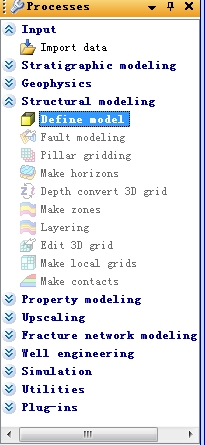 Processes
Input
Import data
Stratigraphic modeling
Geophysics
Structural modeling
Define model
Fault modeling
Pillar gridding
Make horizons
Depth convert 3D grid
Make zones
Layering
Edit 3D grid
Make local grids
Make contacts
Property modeling
Upscaling
Fracture network modeling
Well engineering
Simulation
Utilities
Plug-ins